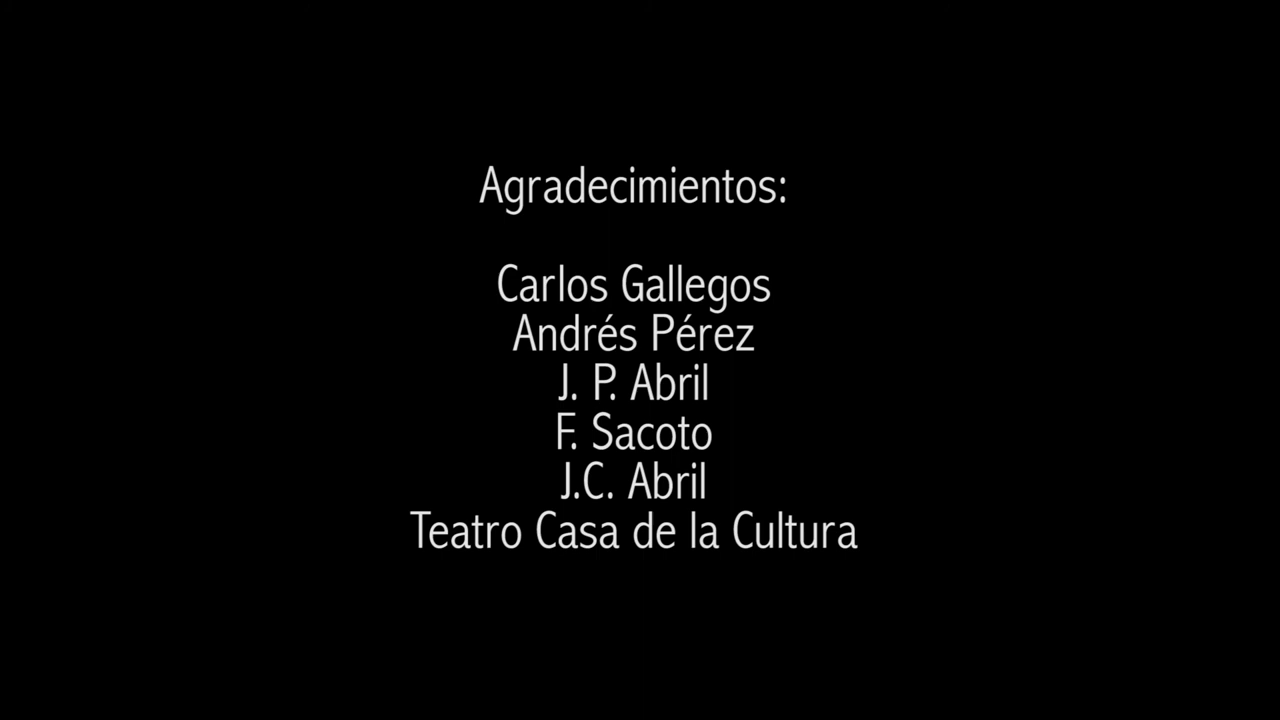 Agradecimientos:
Carlos Gallegos
Andrés Pérez
J. P. Abril
F. Sacoto
J.C. Abril
Teatro Casa de la Cultura